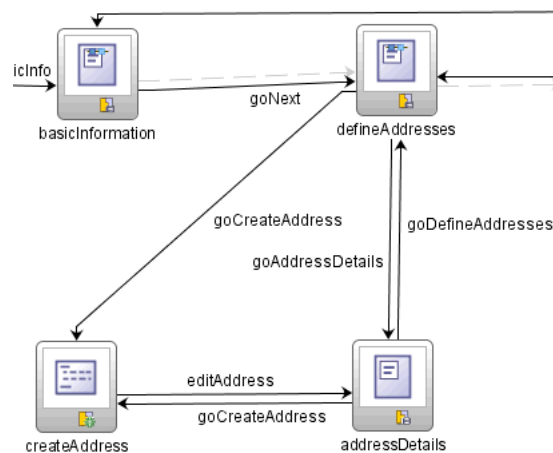 icInfo
goNext
basicInformation
defineAddresses
goCreateAddress
goDefineAddresses
goAddressDetails
editAddress
goCreateAddress
createAddress
addressDetails